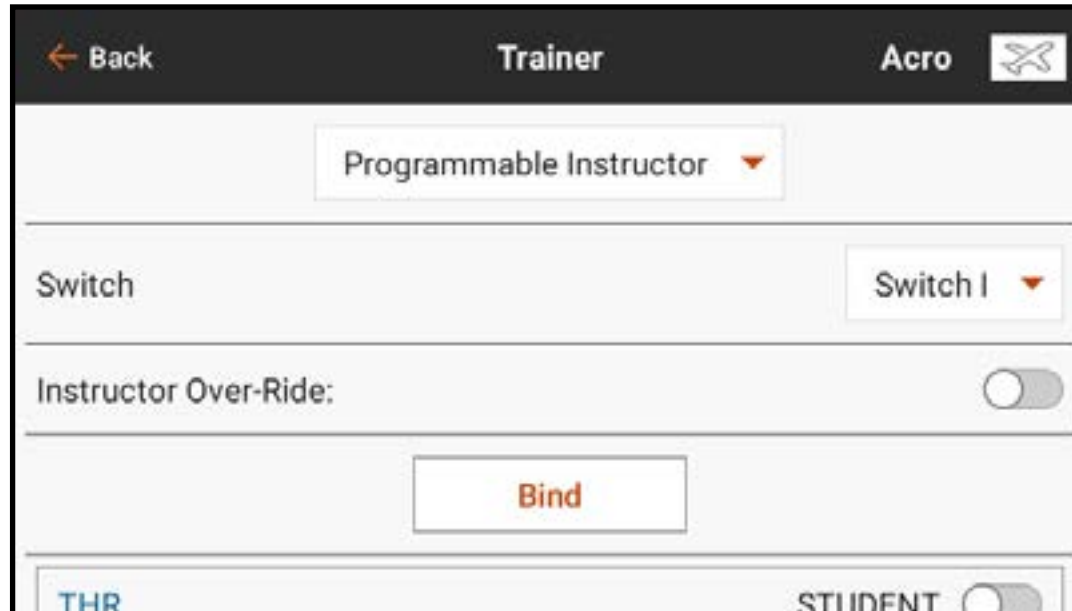 Back Trainer Acro
Programmable Instructor
Switch Switch I
Instructor Over-Ride:
Bind
THR STUDENT